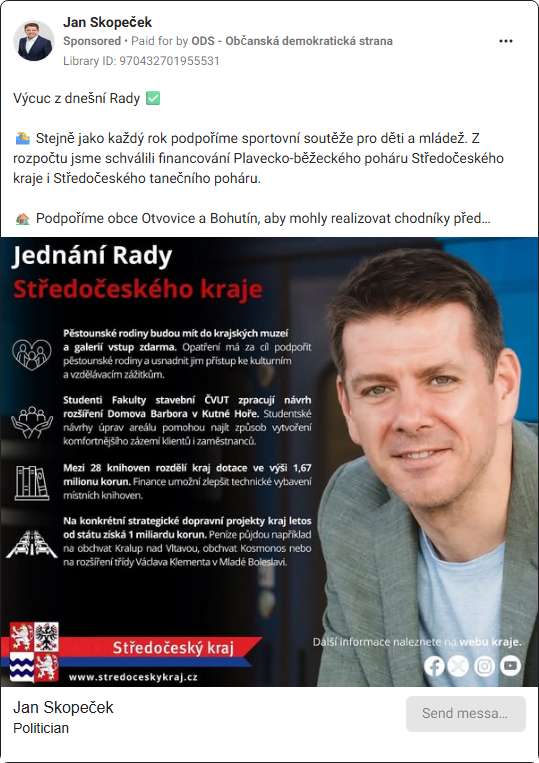 Jan Skopeček
Sponsored • Paid for by ODS - Občanská demokratická strana
Library ID: 970432701955531
Výcuc z dnešní Rady ✅
🏊 Stejně jako každý rok podpoříme sportovní soutěže pro děti a mládež. Z
rozpočtu jsme schválili financování Plavecko-běžeckého poháru Středočeského
kraje i Středočeského tanečního poháru.
🏘️ Podpoříme obce Otvovice a Bohutín, aby mohly realizovat chodníky před…
Jednání Rady
Středočeského kraje
Pěstounské rodiny budou mít do krajských muzeí
a galerií vstup zdarma. Opatření má za cíl podpořit
pěstounské rodiny a usnadnit jim přístup ke kulturním
a vzdělávacím zážitkům.
Studenti Fakulty stavební ČVUT zpracují návrh
rozšíření Domova Barbora v Kutné Hoře. Studentské
návrhy úprav areálu pomohou najít způsob vytvoření
komfortnějšího zázemí klientů i zaměstnanců.
Mezi 28 knihoven rozdělí kraj dotace ve výši 1,67
milionu korun. Finance umožní zlepšit technické vybavení
místních knihoven.
Na konkrétní strategické dopravní projekty kraj letos
od státu získá 1 miliardu korun. Peníze půjdou například
na obchvat Kralup nad Vltavou, obchvat Kosmonos nebo
na rozšíření třídy Václava Klementa v Mladé Boleslavi.
Středočeský kraj
www.stredoceskykraj.cz
Další informace naleznete na webu kraje.
Jan Skopeček
Politician
Send messa…